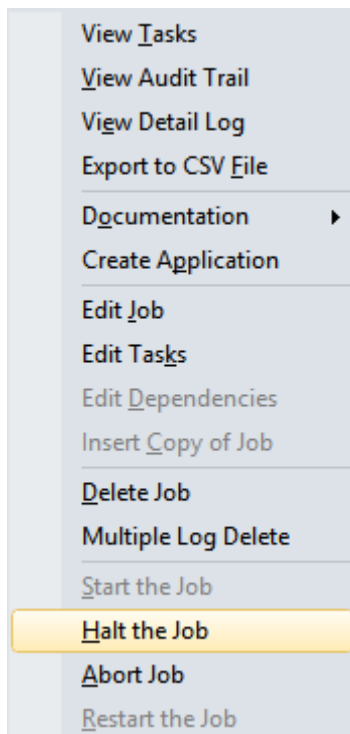 View Tasks
View Audit Trail
View Detail Log
Export to CSV File
Documentation
Create Application
Edit Job
Edit Tasks
Edit Dependencies
Insert Copy of Job
Delete Job
Multiple Log Delete
Start the Job
Halt the Job
Abort Job
Restart the Job